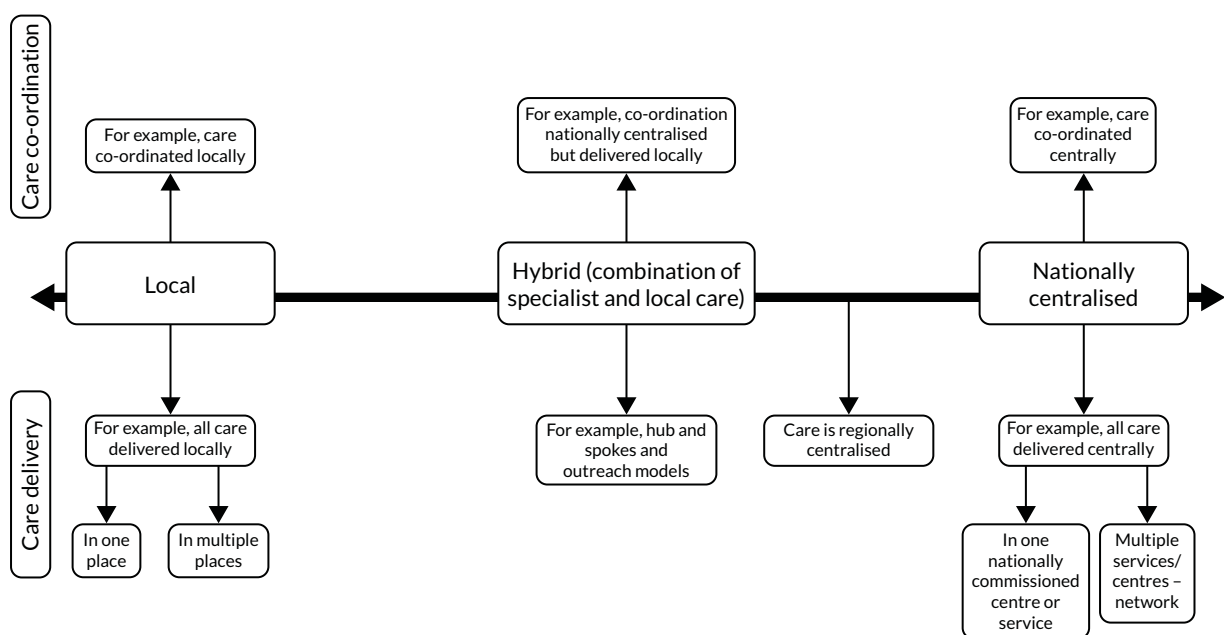 Care co-ordination
For example, care
co-ordinated locally
For example, co-ordination
nationally centralised
but delivered locally
For example, care
co-ordinated
centrally
Local
Hybrid (combination of
specialist and local care)
Nationally
centralised
Care delivery
For example, all care
delivered locally
For example, hub and
spokes and
outreach models
Care is regionally
centralised
For example, all care
delivered centrally
In one
place
In multiple
places
In one
nationally
commissioned
centre or
service
Multiple
services/
centres –
network